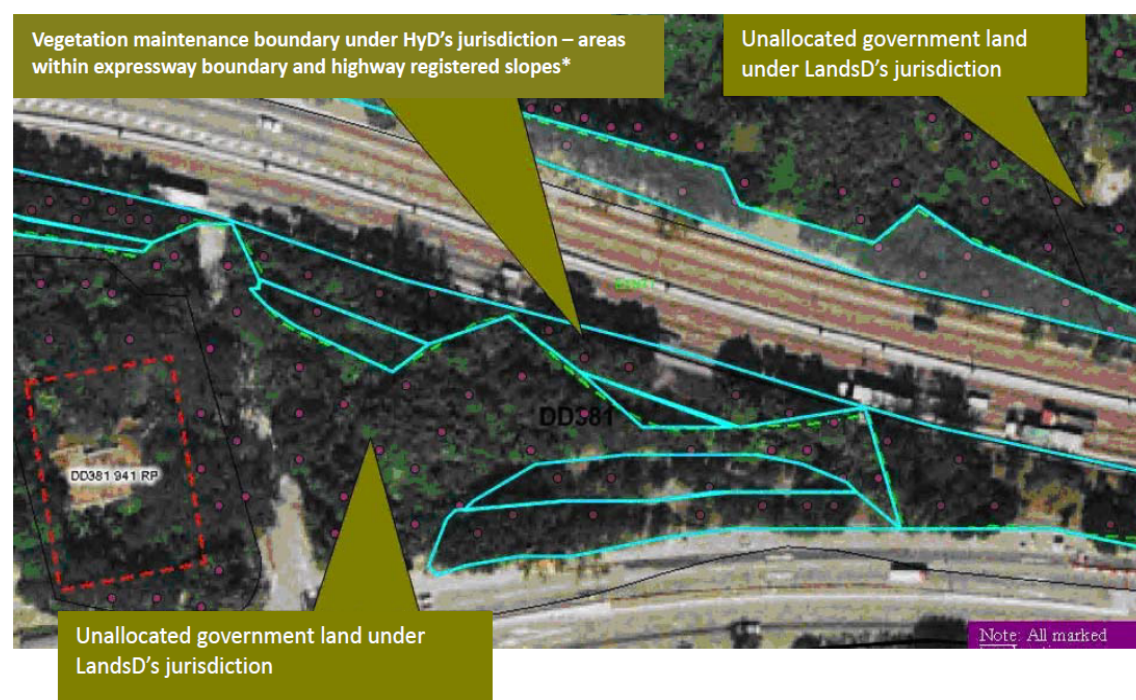 Vegetation maintenance boundary under HyD's jurisdiction – areas
within expressway boundary and highway registered slopes*
Unallocated government land
under LandsD's jurisdiction
DD381
DD381 941 RP
Unallocated government land under
LandsD's jurisdiction
Note: All marked